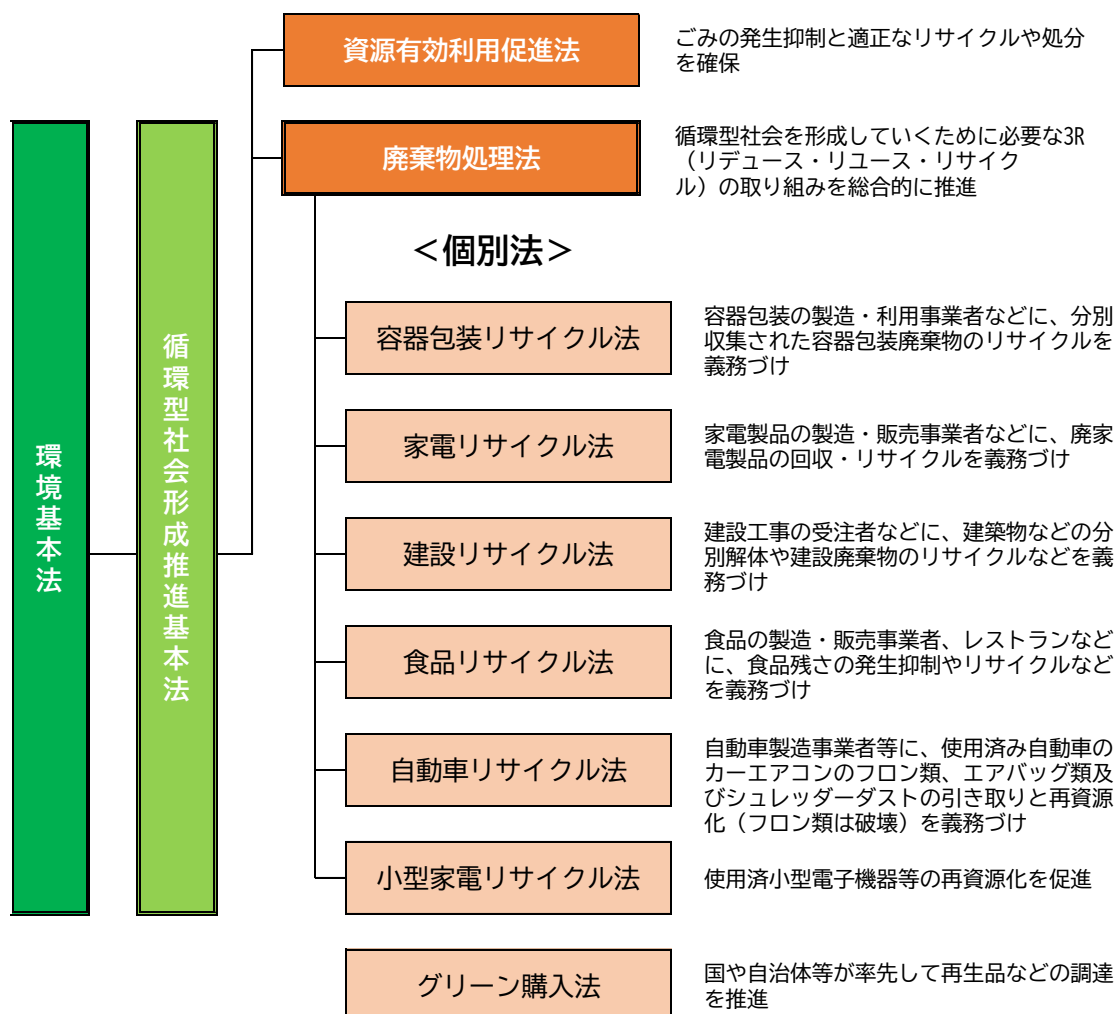 資源有効利用促進法
ごみの発生抑制と適正なリサイクルや処分
を確保
廃棄物処理法
循環型社会を形成していくために必要な3R
（リデュース・リユース・リサイク
ル）の取り組みを総合的に推進
＜個別法＞
環境基本法
循環型社会形成推進基本法
容器包装リサイクル法
容器包装の製造・利用事業者などに、分別
収集された容器包装廃棄物のリサイクルを
義務づけ
家電リサイクル法
家電製品の製造・販売事業者などに、廃家
電製品の回収・リサイクルを義務づけ
建設リサイクル法
建設工事の受注者などに、建築物などの分
別解体や建設廃棄物のリサイクルなどを義
務づけ
食品リサイクル法
食品の製造・販売事業者、レストランなど
に、食品残さの発生抑制やリサイクルなど
を義務づけ
自動車リサイクル法
自動車製造事業者等に、使用済み自動車の
カーエアコンのフロン類、エアバッグ類及
びシュレッダーダストの引き取りと再資源
化（フロン類は破壊）を義務づけ
小型家電リサイクル法
使用済小型電子機器等の再資源化を促進
グリーン購入法
国や自治体等が率先して再生品などの調達
を推進